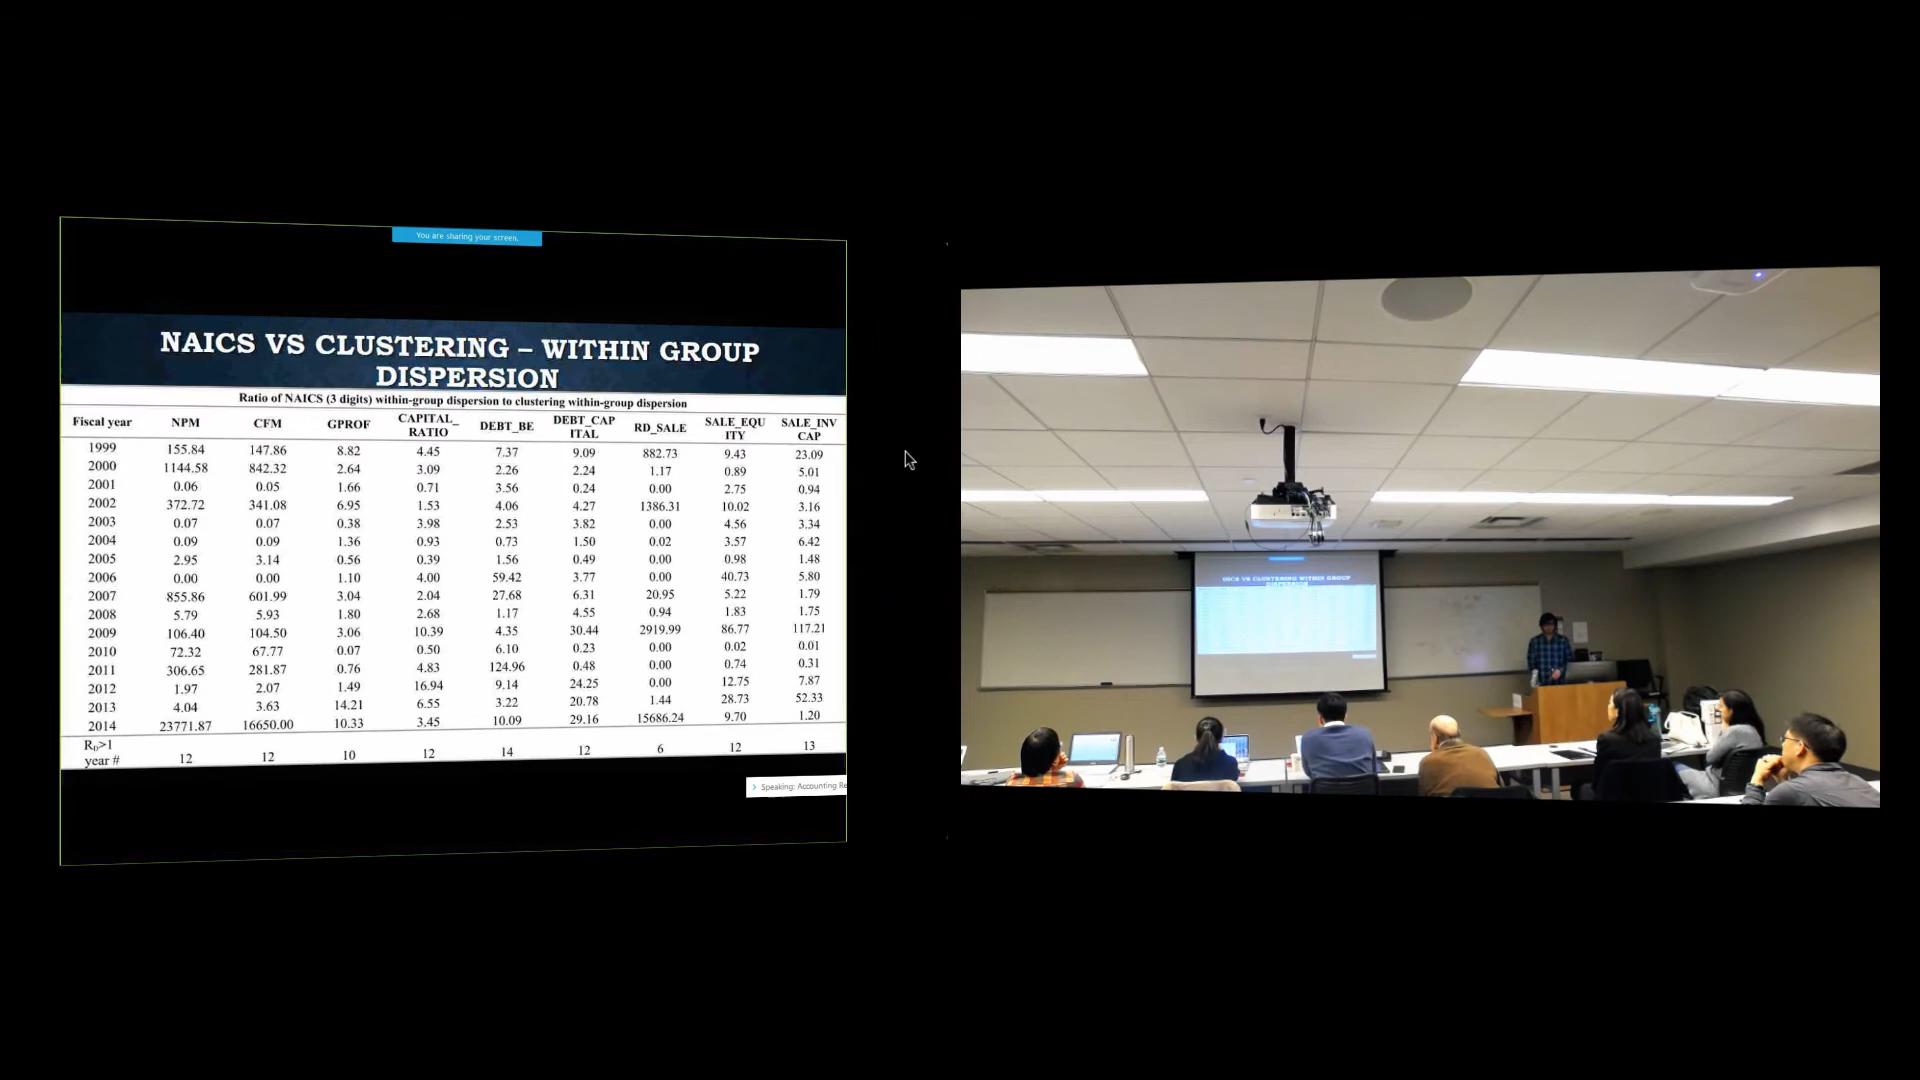 You are sharing your screen.
NAICS VS CLUSTERING – WITHIN GROUP
DISPERSION
Ratio of NAICS (3 digits) within-group dispersion to clustering within-group dispersion
Fiscal year NPM CFM GPROF CAPITAL_RATIO DEBT_BE DEBT_CAPITAL RD_SALE SALE_EQUITY SALE_INVCAP
1999 155.84 147.86 8.82 4.45 7.37 9.09 882.73 9.43 23.09
2000 1144.58 842.32 2.64 3.09 2.26 2.24 1.17 0.89 5.01
2001 0.06 0.05 1.66 0.71 3.56 0.24 0.00 2.75 0.94
2002 372.72 341.08 6.95 1.53 4.06 4.27 1386.31 10.02 3.16
2003 0.07 0.07 0.38 3.98 2.53 3.82 0.00 4.56 3.34
2004 0.09 0.09 1.36 0.93 0.73 1.50 0.02 3.57 6.42
2005 2.95 3.14 0.56 0.39 1.56 0.49 0.00 0.98 1.48
2006 0.00 0.00 1.10 4.00 59.42 3.77 0.00 40.73 5.80
2007 855.86 601.99 3.04 2.04 27.68 6.31 20.95 5.22 1.79
2008 5.79 5.93 1.80 2.68 1.17 4.55 0.94 1.83 1.75
2009 106.40 104.50 3.06 10.39 4.35 30.44 2919.99 86.77 117.21
2010 72.32 67.77 0.07 0.50 6.10 0.23 0.00 0.02 0.01
2011 306.65 281.87 0.76 4.83 124.96 0.48 0.00 0.74 0.31
2012 1.97 2.07 1.49 16.94 9.14 24.25 0.00 12.75 7.87
2013 4.04 3.63 14.21 6.55 3.22 20.78 1.44 28.73 52.33
2014 23771.87 16650.00 10.33 3.45 10.09 29.16 15686.24 9.70 1.20
R_D>1 year # 12 12 10 12 14 12 6 12 13
Speaking: Accounting Re
NAICS VS CLUSTERING WITHIN GROUP
DISPERSION